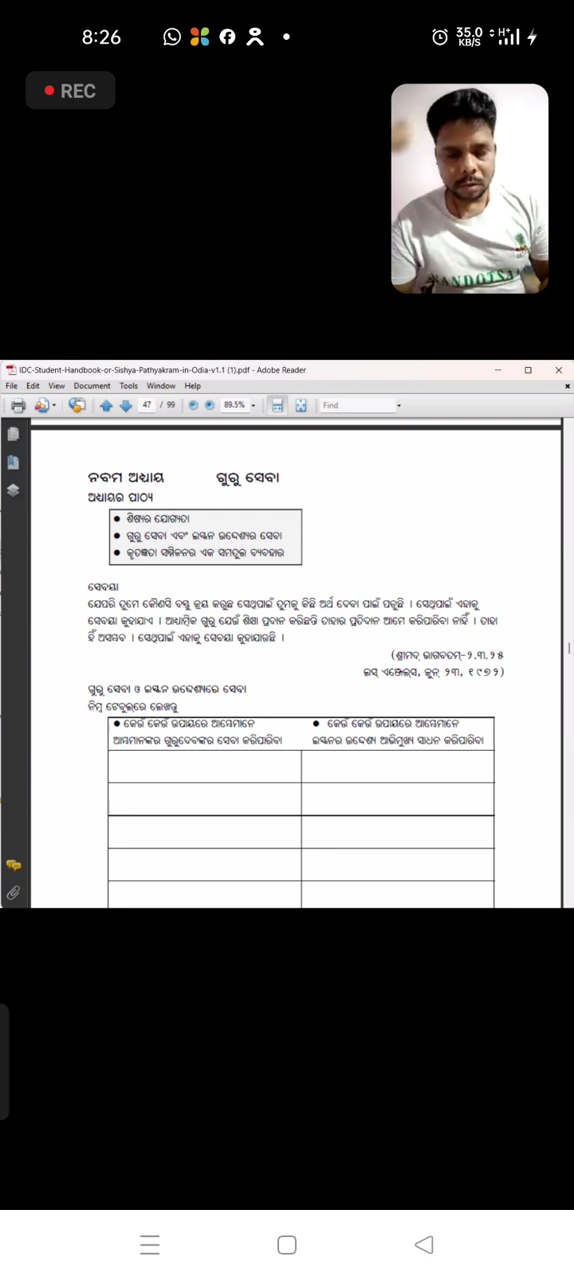 8:26
35.0
KB/S
H+
REC
IDC-Student-Handbook-or-Sishya-Pathyakram-in-Odia-v1.1 (1).pdf - Adobe Reader
File Edit View Document Tools Window Help
47 / 99 89.5% Find
ନବମ ଅଧ୍ୟାୟ ଗୁରୁ ସେବା
ଅଧ୍ୟାୟର ପାଠ୍ୟ
● ଶିଷ୍ୟର ଯୋଗ୍ୟତା
● ଗୁରୁ ସେବା ଏବଂ ଇସ୍କନ ଉଦ୍ଦେଶ୍ୟର ସେବା
● କୃତଜ୍ଞତା ସମ୍ମିଳନର ଏକ ସମତୁଲ ବ୍ୟବହାର
ସେବୟା
ଯେପରି ତୁମେ କୌଣସି ବସ୍ତୁ କ୍ରୟ କରୁଛ ସେଥିପାଇଁ ତୁମକୁ କିଛି ଅର୍ଥ ଦେବା ପାଇଁ ପଡୁଛି । ସେଥିପାଇଁ ଏହାକୁ
ସେବୟା କୁହାଯାଏ । ଆଧ୍ୟାତ୍ମିକ ଗୁରୁ ଯେଉଁ ଶିକ୍ଷା ପ୍ରଦାନ କରିଛନ୍ତି ତାହାର ପ୍ରତିଦାନ ଆମେ କରିପାରିବା ନାହିଁ । ତାହା
ହିଁ ଅସମ୍ଭବ । ସେଥିପାଇଁ ଏହାକୁ ସେବୟା କୁହାଯାଉଛି ।
(ଶ୍ରୀମଦ୍ ଭାଗବତମ୍-୨.୩.୨୫
ଲସ୍ ଏଞ୍ଜେଲ୍ସ, ଜୁନ୍ ୨୩, ୧୯୭୨)
ଗୁରୁ ସେବା ଓ ଇସ୍କନ ଉଦ୍ଦେଶ୍ୟରେ ସେବା
ନିମ୍ନ ଟେବୁଲ୍‌ରେ ଲେଖନ୍ତୁ
● କେଉଁ କେଉଁ ଉପାୟରେ ଆମ୍ଭେମାନେ
ଆମ୍ଭମାନଙ୍କର ଗୁରୁଦେବଙ୍କର ସେବା କରିପାରିବା
● କେଉଁ କେଉଁ ଉପାୟରେ ଆମ୍ଭେମାନେ
ଇସ୍କନର ଉଦ୍ଦେଶ୍ୟ ଆଭିମୁଖ୍ୟ ସାଧନ କରିପାରିବା